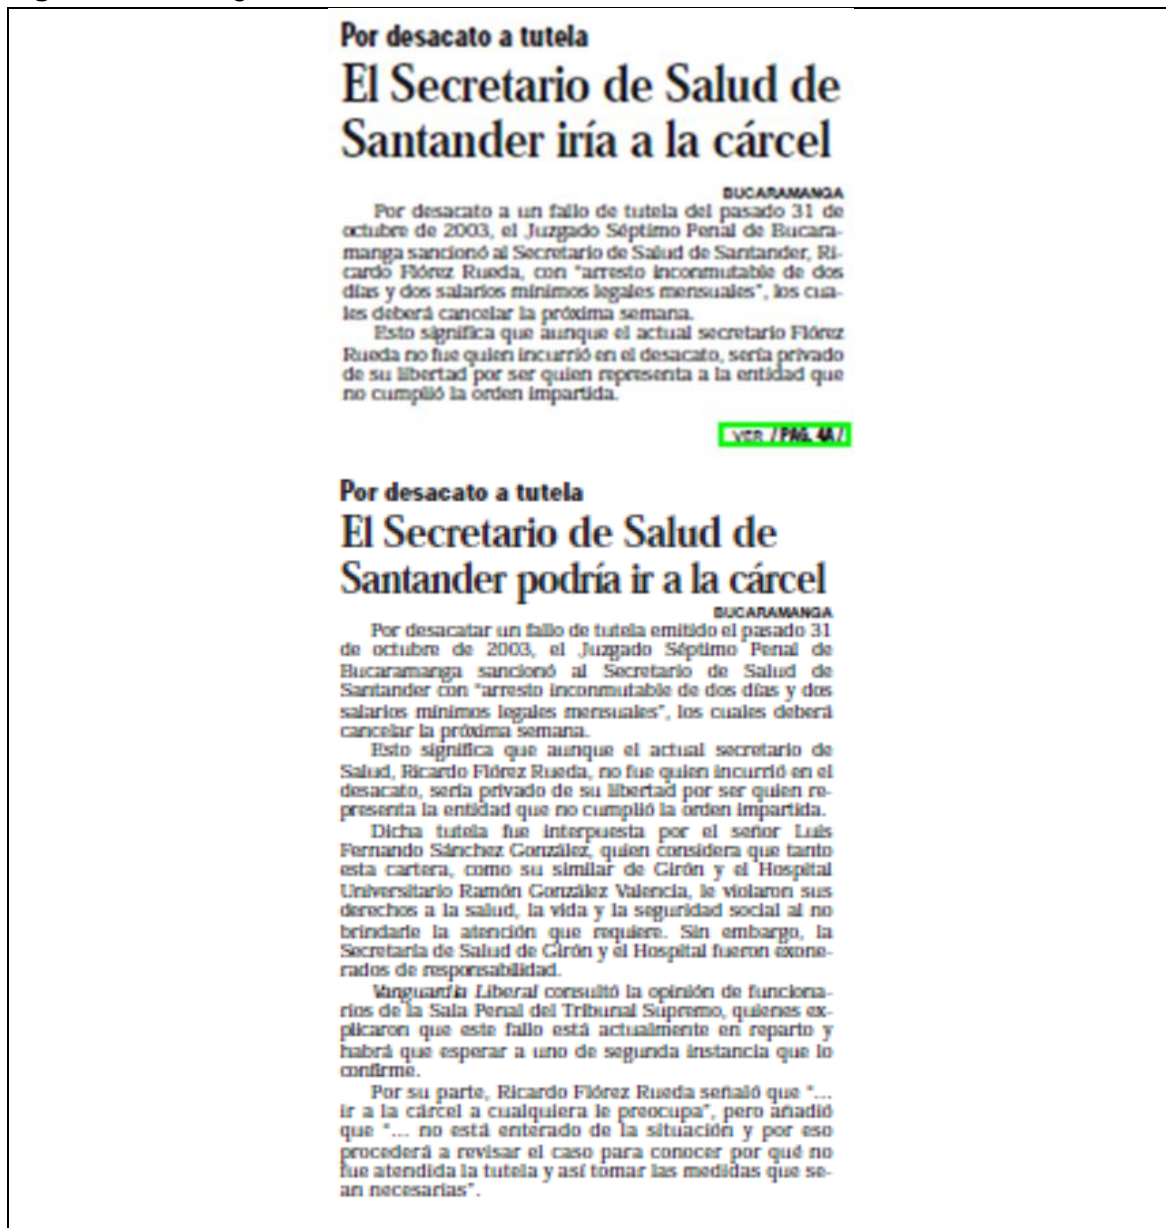 Por desacato a tutela
El Secretario de Salud de
Santander iría a la cárcel
BUCARAMANGA
Por desacato a un fallo de tutela del pasado 31 de
octubre de 2003, el Juzgado Séptimo Penal de Bucara-
manga sancionó al Secretario de Salud de Santander, Ri-
cardo Flórez Rueda, con "arresto inconmutable de dos
días y dos salarios mínimos legales mensuales", los cua-
les deberá cancelar la próxima semana.
Esto significa que aunque el actual secretario Flórez
Rueda no fue quien incurrió en el desacato, sería privado
de su libertad por ser quien representa a la entidad que
no cumplió la orden impartida.
VER /PAG. 4A/
Por desacato a tutela
El Secretario de Salud de
Santander podría ir a la cárcel
BUCARAMANGA
Por desacatar un fallo de tutela emitido el pasado 31
de octubre de 2003, el Juzgado Séptimo Penal de
Bucaramanga sancionó al Secretario de Salud de
Santander con "arresto inconmutable de dos días y dos
salarios mínimos legales mensuales", los cuales deberá
cancelar la próxima semana.
Esto significa que aunque el actual secretario de
Salud, Ricardo Flórez Rueda, no fue quien incurrió en el
desacato, sería privado de su libertad por ser quien re-
presenta la entidad que no cumplió la orden impartida.
Dicha tutela fue interpuesta por el señor Luis
Fernando Sánchez González, quien considera que tanto
esta cartera, como su similar de Girón y el Hospital
Universitario Ramón González Valencia, le violaron sus
derechos a la salud, la vida y la seguridad social al no
brindarle la atención que requiere. Sin embargo, la
Secretaría de Salud de Girón y el Hospital fueron exone-
rados de responsabilidad.
Vanguardia Liberal consultó la opinión de funciona-
rios de la Sala Penal del Tribunal Supremo, quienes ex-
plicaron que este fallo está actualmente en reparto y
habrá que esperar a uno de segunda instancia que lo
confirme.
Por su parte, Ricardo Flórez Rueda señaló que "...
ir a la cárcel a cualquiera le preocupa", pero añadió
que "... no está enterado de la situación y por eso
procederá a revisar el caso para conocer por qué no
fue atendida la tutela y así tomar las medidas que se-
an necesarias".